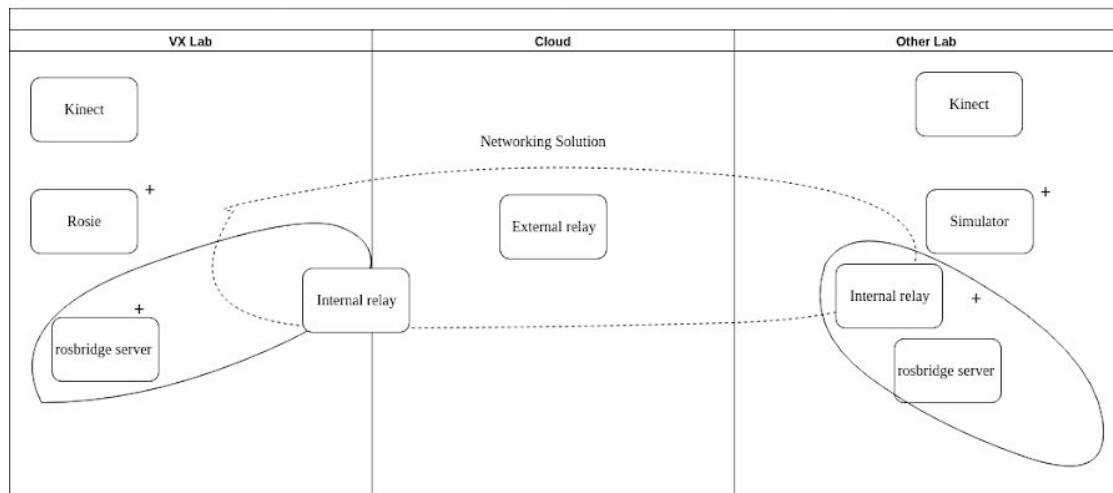 VX Lab
Cloud
Other Lab
Kinect
Kinect
Networking Solution
+
+
Rosie
External relay
Simulator
Internal relay
Internal relay
+
+
rosbridge server
rosbridge server